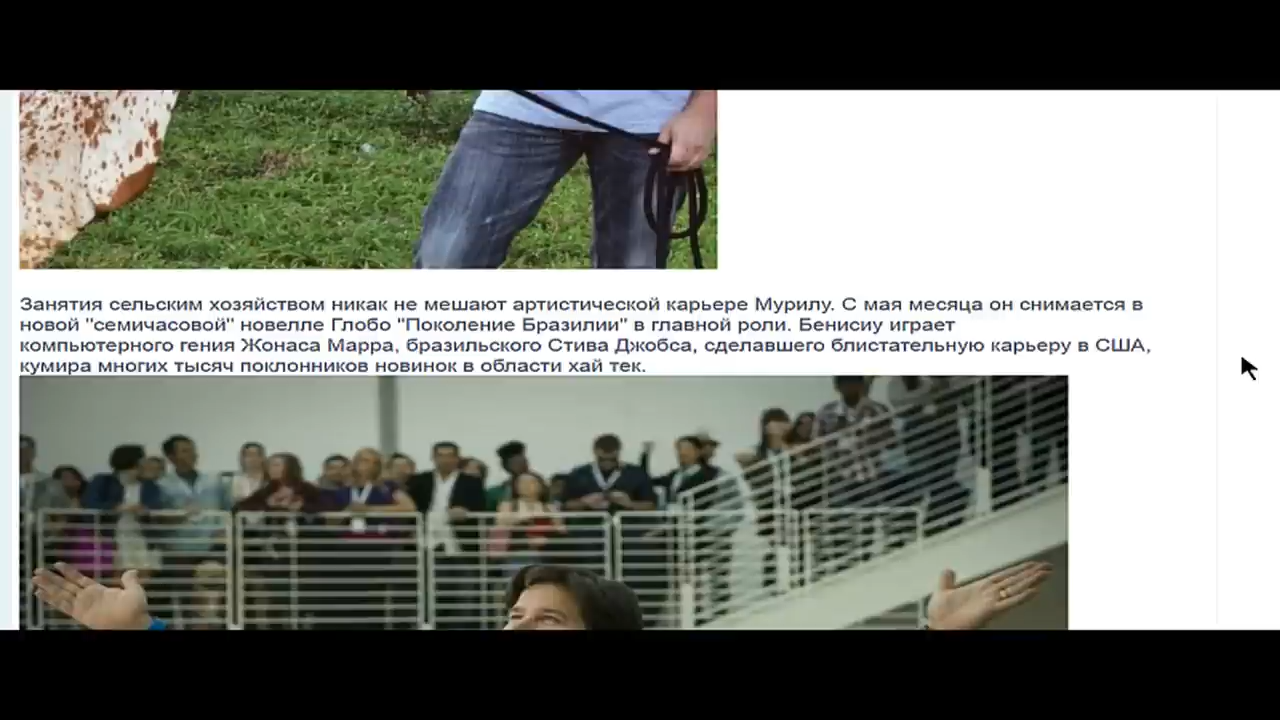 Занятия сельским хозяйством никак не мешают артистической карьере Мурилу. С мая месяца он снимается в
новой "семичасовой" новелле Глобо "Поколение Бразилии" в главной роли. Бенисиу играет
компьютерного гения Жонаса Марра, бразильского Стива Джобса, сделавшего блистательную карьеру в США,
кумира многих тысяч поклонников новинок в области хай тек.